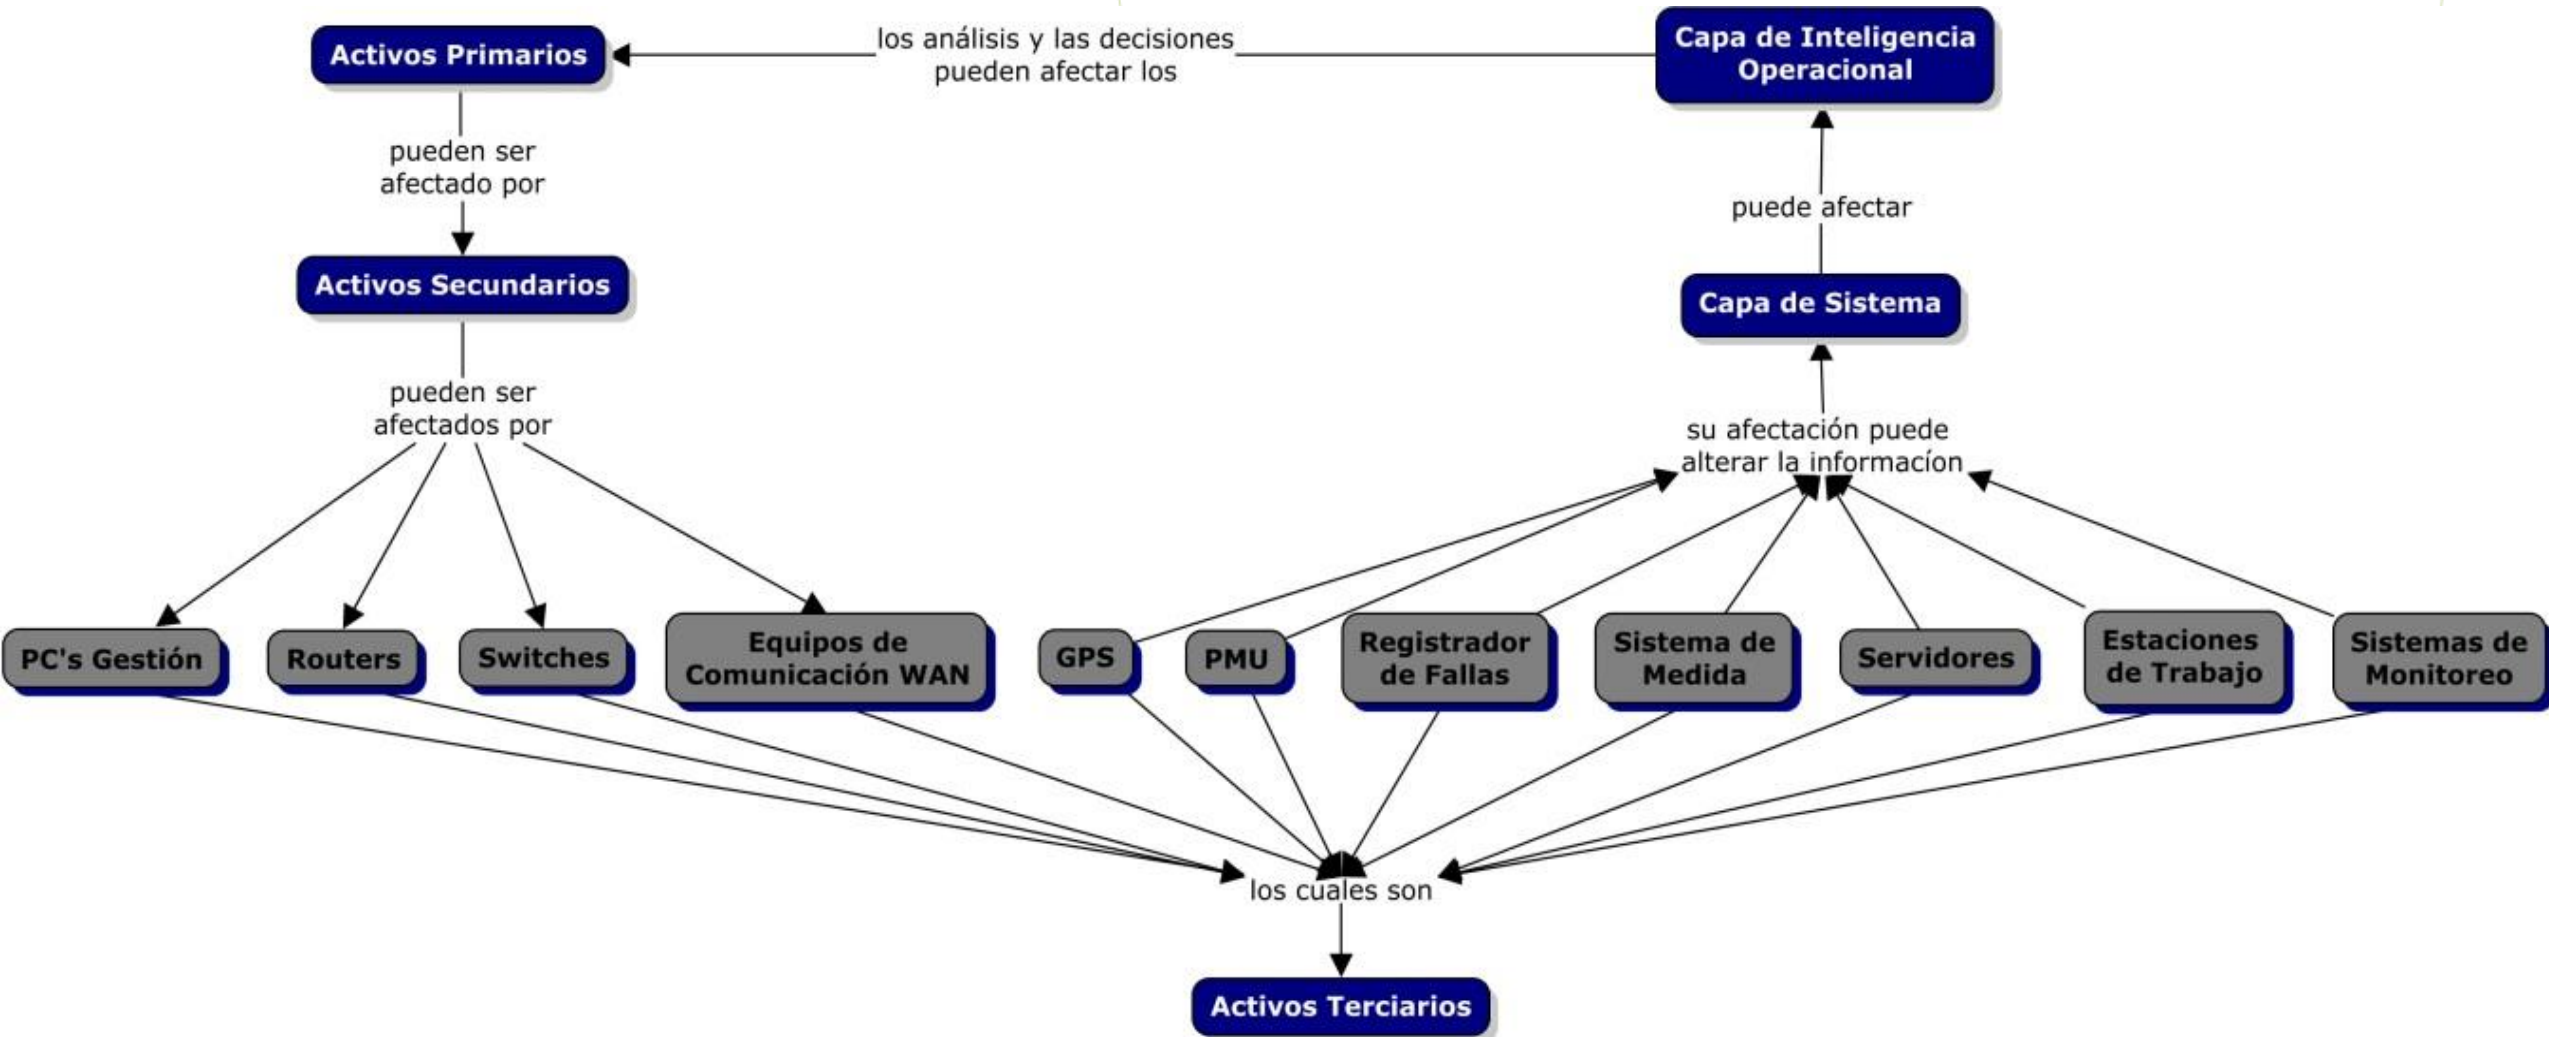 Activos Primarios
los análisis y las decisiones
pueden afectar los
Capa de Inteligencia
Operacional
pueden ser
afectado por
puede afectar
Activos Secundarios
Capa de Sistema
pueden ser
afectados por
su afectación puede
alterar la informacíon
PC's Gestión
Routers
Switches
Equipos de
Comunicación WAN
GPS
PMU
Registrador
de Fallas
Sistema de
Medida
Servidores
Estaciones
de Trabajo
Sistemas de
Monitoreo
los cuales son
Activos Terciarios